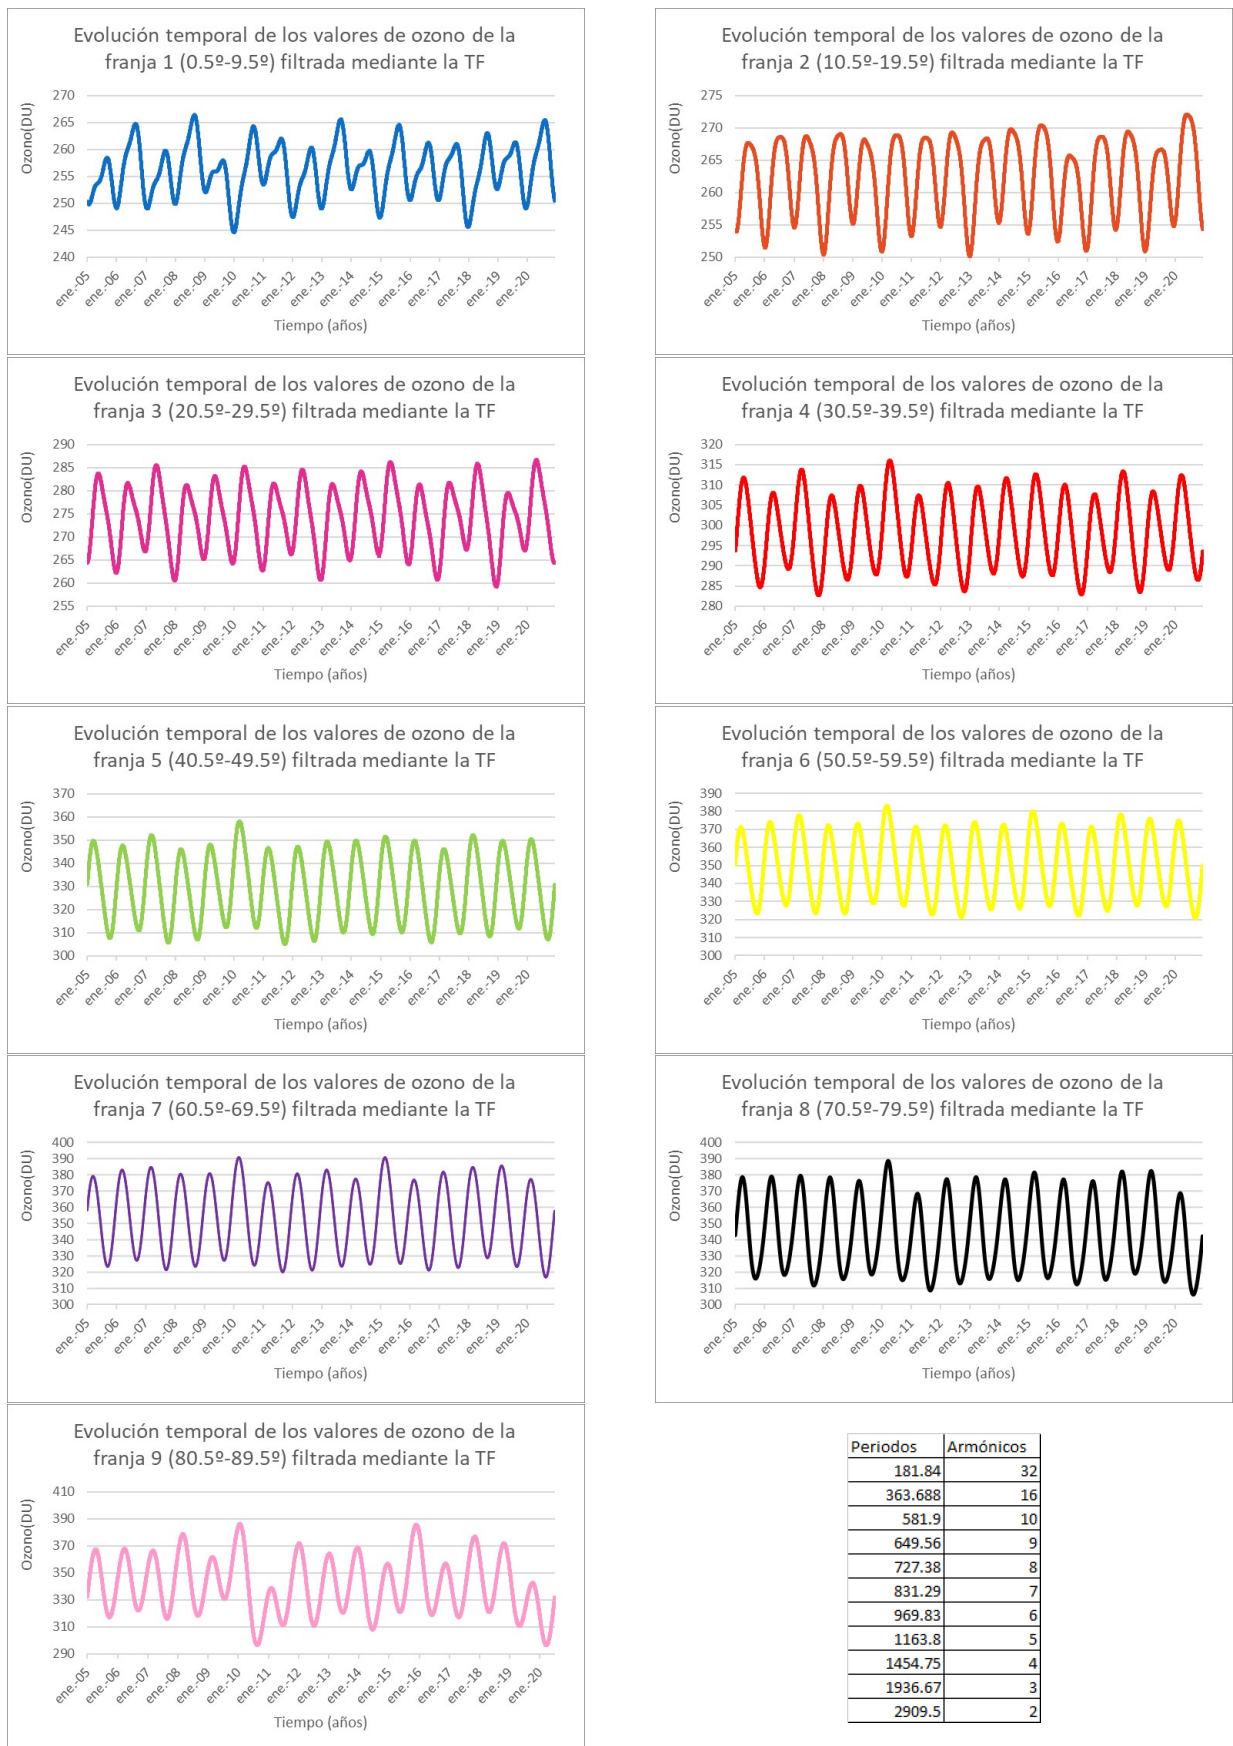 Evolución temporal de los valores de ozono de la
franja 1 (0.5º-9.5º) filtrada mediante la TF
Ozono(DU)
270
265
260
255
250
245
240
ene.-05
ene.-06
ene.-07
ene.-08
ene.-09
ene.-10
ene.-11
ene.-12
ene.-13
ene.-14
ene.-15
ene.-16
ene.-17
ene.-18
ene.-19
ene.-20
Tiempo (años)
Evolución temporal de los valores de ozono de la
franja 2 (10.5º-19.5º) filtrada mediante la TF
Ozono(DU)
275
270
265
260
255
250
ene.-05
ene.-06
ene.-07
ene.-08
ene.-09
ene.-10
ene.-11
ene.-12
ene.-13
ene.-14
ene.-15
ene.-16
ene.-17
ene.-18
ene.-19
ene.-20
Tiempo (años)
Evolución temporal de los valores de ozono de la
franja 3 (20.5º-29.5º) filtrada mediante la TF
Ozono(DU)
290
285
280
275
270
265
260
255
ene.-05
ene.-06
ene.-07
ene.-08
ene.-09
ene.-10
ene.-11
ene.-12
ene.-13
ene.-14
ene.-15
ene.-16
ene.-17
ene.-18
ene.-19
ene.-20
Tiempo (años)
Evolución temporal de los valores de ozono de la
franja 4 (30.5º-39.5º) filtrada mediante la TF
Ozono(DU)
320
315
310
305
300
295
290
285
280
ene.-05
ene.-06
ene.-07
ene.-08
ene.-09
ene.-10
ene.-11
ene.-12
ene.-13
ene.-14
ene.-15
ene.-16
ene.-17
ene.-18
ene.-19
ene.-20
Tiempo (años)
Evolución temporal de los valores de ozono de la
franja 5 (40.5º-49.5º) filtrada mediante la TF
Ozono(DU)
370
360
350
340
330
320
310
300
ene.-05
ene.-06
ene.-07
ene.-08
ene.-09
ene.-10
ene.-11
ene.-12
ene.-13
ene.-14
ene.-15
ene.-16
ene.-17
ene.-18
ene.-19
ene.-20
Tiempo (años)
Evolución temporal de los valores de ozono de la
franja 6 (50.5º-59.5º) filtrada mediante la TF
Ozono(DU)
390
380
370
360
350
340
330
320
310
300
ene.-05
ene.-06
ene.-07
ene.-08
ene.-09
ene.-10
ene.-11
ene.-12
ene.-13
ene.-14
ene.-15
ene.-16
ene.-17
ene.-18
ene.-19
ene.-20
Tiempo (años)
Evolución temporal de los valores de ozono de la
franja 7 (60.5º-69.5º) filtrada mediante la TF
Ozono(DU)
400
390
380
370
360
350
340
330
320
310
300
ene.-05
ene.-06
ene.-07
ene.-08
ene.-09
ene.-10
ene.-11
ene.-12
ene.-13
ene.-14
ene.-15
ene.-16
ene.-17
ene.-18
ene.-19
ene.-20
Tiempo (años)
Evolución temporal de los valores de ozono de la
franja 8 (70.5º-79.5º) filtrada mediante la TF
Ozono(DU)
400
390
380
370
360
350
340
330
320
310
300
ene.-05
ene.-06
ene.-07
ene.-08
ene.-09
ene.-10
ene.-11
ene.-12
ene.-13
ene.-14
ene.-15
ene.-16
ene.-17
ene.-18
ene.-19
ene.-20
Tiempo (años)
Evolución temporal de los valores de ozono de la
franja 9 (80.5º-89.5º) filtrada mediante la TF
Ozono(DU)
410
390
370
350
330
310
290
ene.-05
ene.-06
ene.-07
ene.-08
ene.-09
ene.-10
ene.-11
ene.-12
ene.-13
ene.-14
ene.-15
ene.-16
ene.-17
ene.-18
ene.-19
ene.-20
Tiempo (años)
Periodos Armónicos
181.84 32
363.688 16
581.9 10
649.56 9
727.38 8
831.29 7
969.83 6
1163.8 5
1454.75 4
1936.67 3
2909.5 2